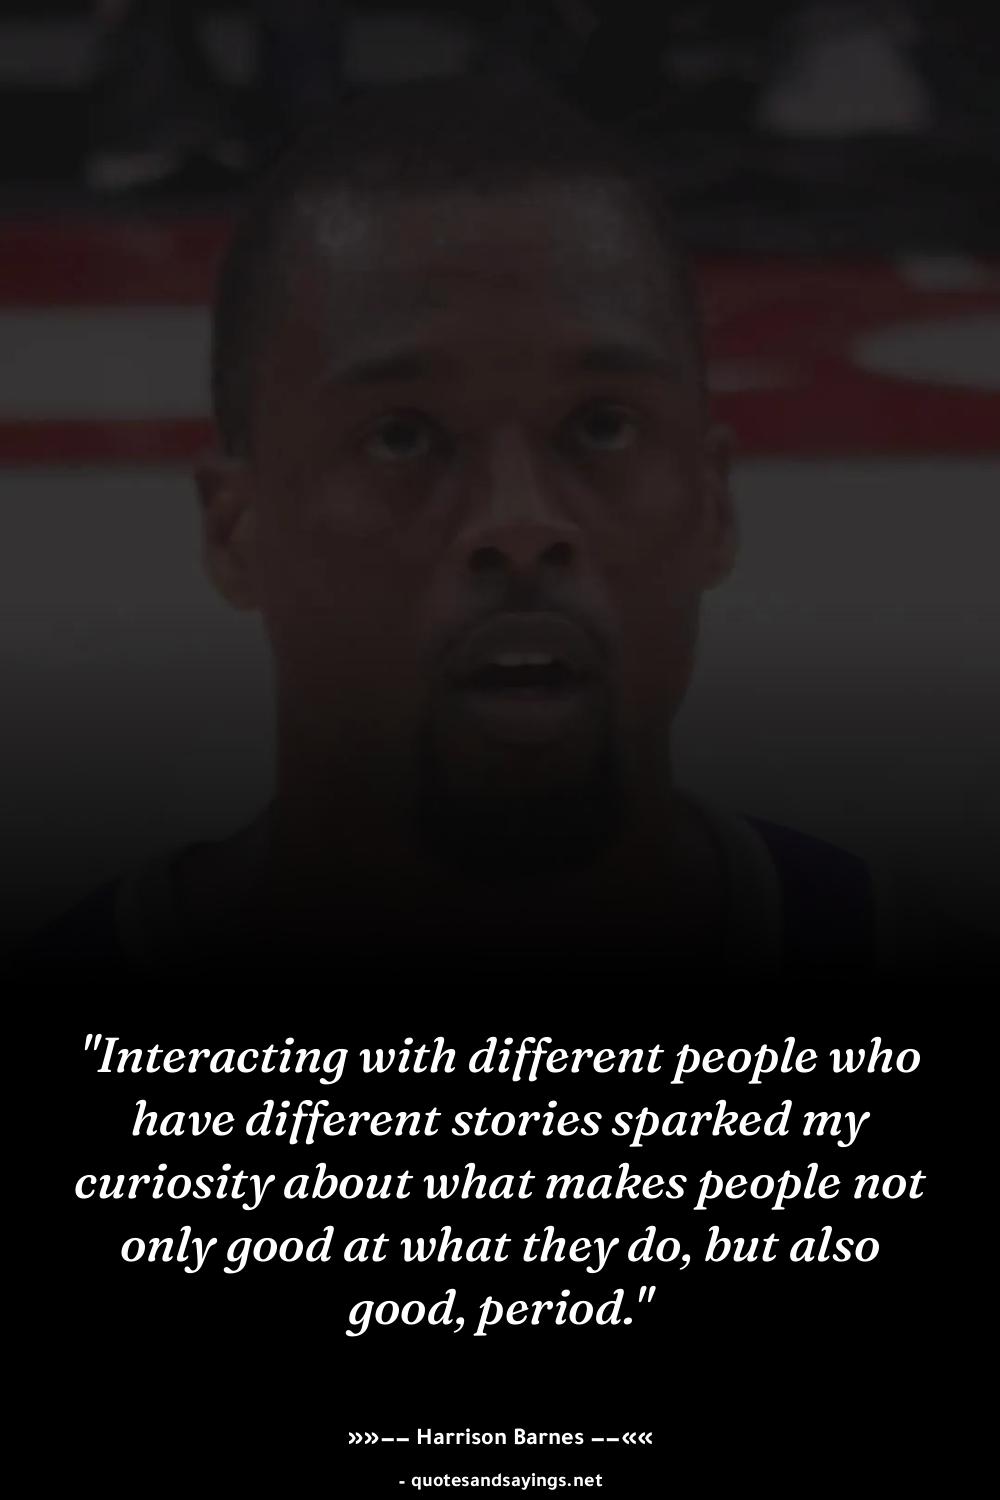 "Interacting with different people who
have different stories sparked my
curiosity about what makes people not
only good at what they do, but also
good, period."
»»–– Harrison Barnes ––««
- quotesandsayings.net